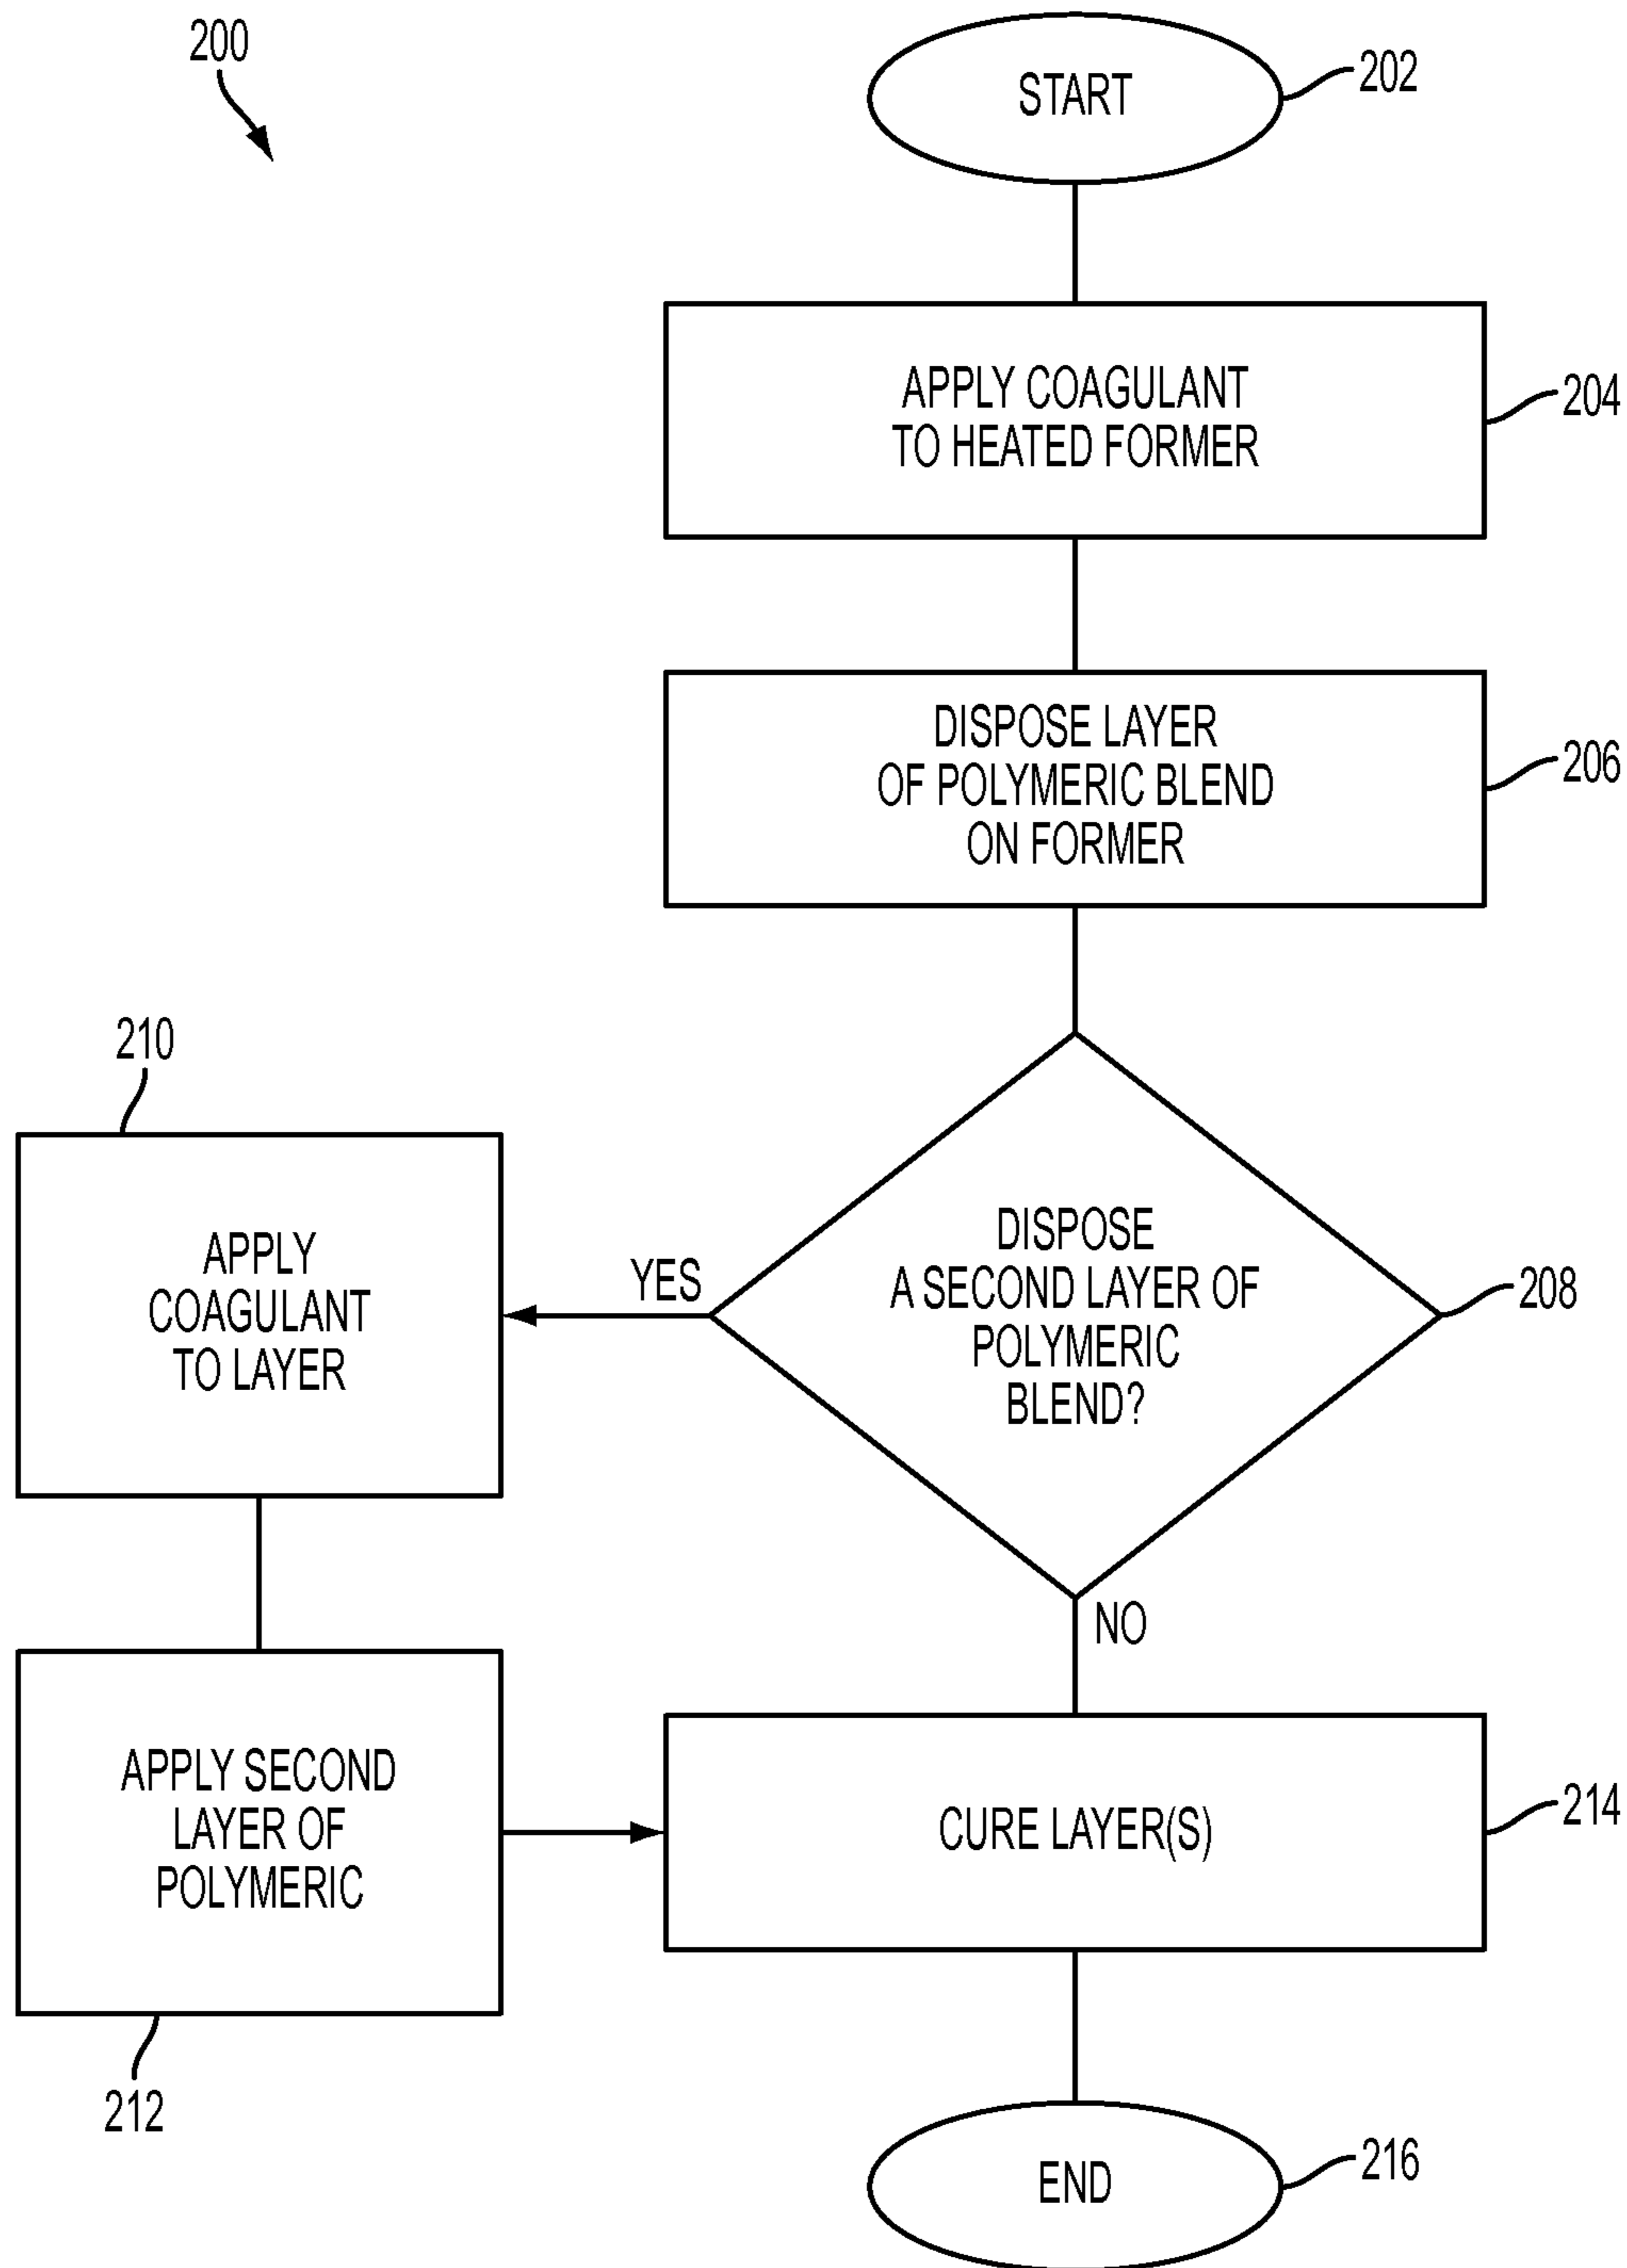 200
START
202
APPLY COAGULANT
TO HEATED FORMER
204
DISPOSE LAYER
OF POLYMERIC BLEND
ON FORMER
206
DISPOSE
A SECOND LAYER OF
POLYMERIC
BLEND?
208
YES
210
APPLY
COAGULANT
TO LAYER
NO
APPLY SECOND
LAYER OF
POLYMERIC
212
CURE LAYER(S)
214
END
216